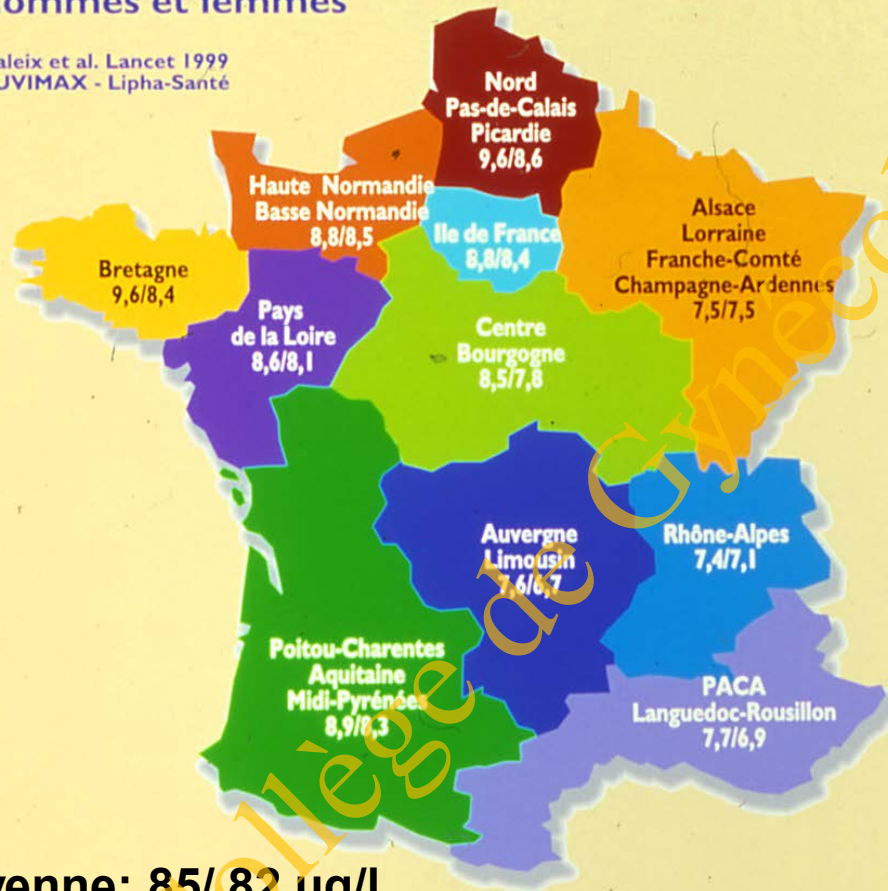 hommes et femmes
aleix et al. Lancet 1999
UVIMAX - Lipha-Santé
Nord
Pas-de-Calais
Picardie
9,6/8,6
Haute Normandie
Basse Normandie
8,8/8,5
Ile de France
8,8/8,4
Alsace
Lorraine
Franche-Comté
Champagne-Ardennes
7,5/7,5
Bretagne
9,6/8,4
Pays
de la Loire
8,6/8,1
Centre
Bourgogne
8,5/7,8
Auvergne
Limousin
7,6/6,7
Rhône-Alpes
7,4/7,1
Poitou-Charentes
Aquitaine
Midi-Pyrénées
8,9/8,3
PACA
Languedoc-Rousillon
7,7/6,9
yenne: 85/ 82 µg/l
ollège de Gynéco